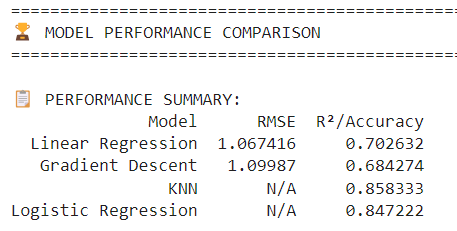 ==================================================
🏆 MODEL PERFORMANCE COMPARISON
==================================================
📋 PERFORMANCE SUMMARY:
Model RMSE R²/Accuracy
Linear Regression 1.067416 0.702632
Gradient Descent 1.09987 0.684274
KNN N/A 0.858333
Logistic Regression N/A 0.847222